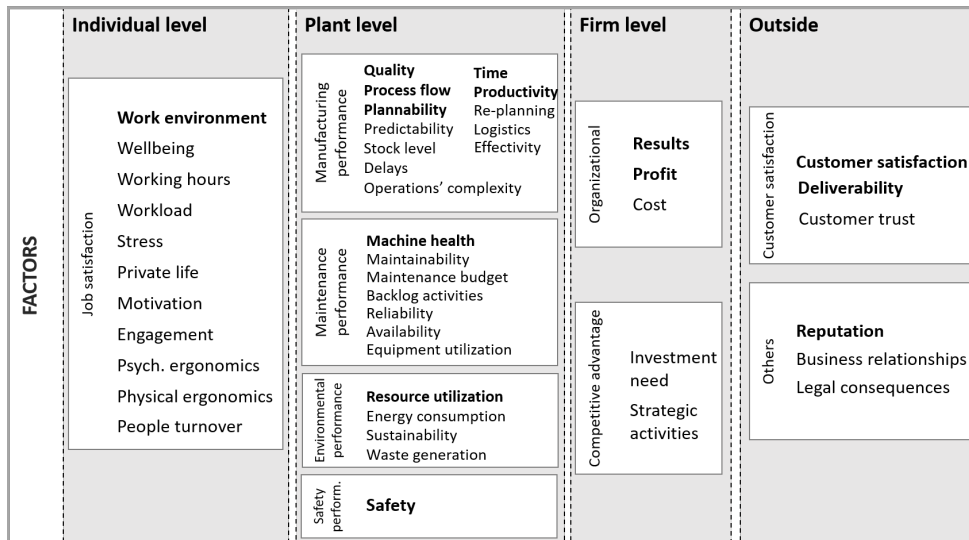 Individual level
Plant level
Firm level
Outside
FACTORS
Job satisfaction
Work environment
Wellbeing
Working hours
Workload
Stress
Private life
Motivation
Engagement
Psych. ergonomics
Physical ergonomics
People turnover
Manufacturing
performance
Quality
Process flow
Plannability
Predictability
Stock level
Delays
Operations’ complexity
Time
Productivity
Re-planning
Logistics
Effectivity
Maintenance
performance
Machine health
Maintainability
Maintenance budget
Backlog activities
Reliability
Availability
Equipment utilization
Environmental
performance
Resource utilization
Energy consumption
Sustainability
Waste generation
Safety
perform.
Safety
Organizational
Results
Profit
Cost
Competitive advantage
Investment
need
Strategic
activities
Customer satisfaction
Customer satisfaction
Deliverability
Customer trust
Others
Reputation
Business relationships
Legal consequences